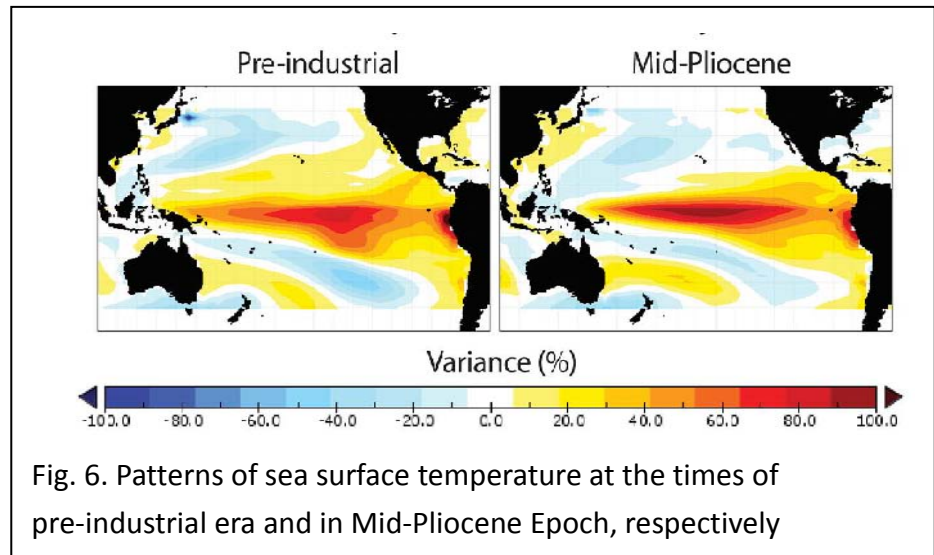 Pre-industrial
Mid-Pliocene
Variance (%)
-100.0 -80.0 -60.0 -40.0 -20.0 0.0 20.0 40.0 60.0 80.0 100.0
Fig. 6. Patterns of sea surface temperature at the times of
pre-industrial era and in Mid-Pliocene Epoch, respectively